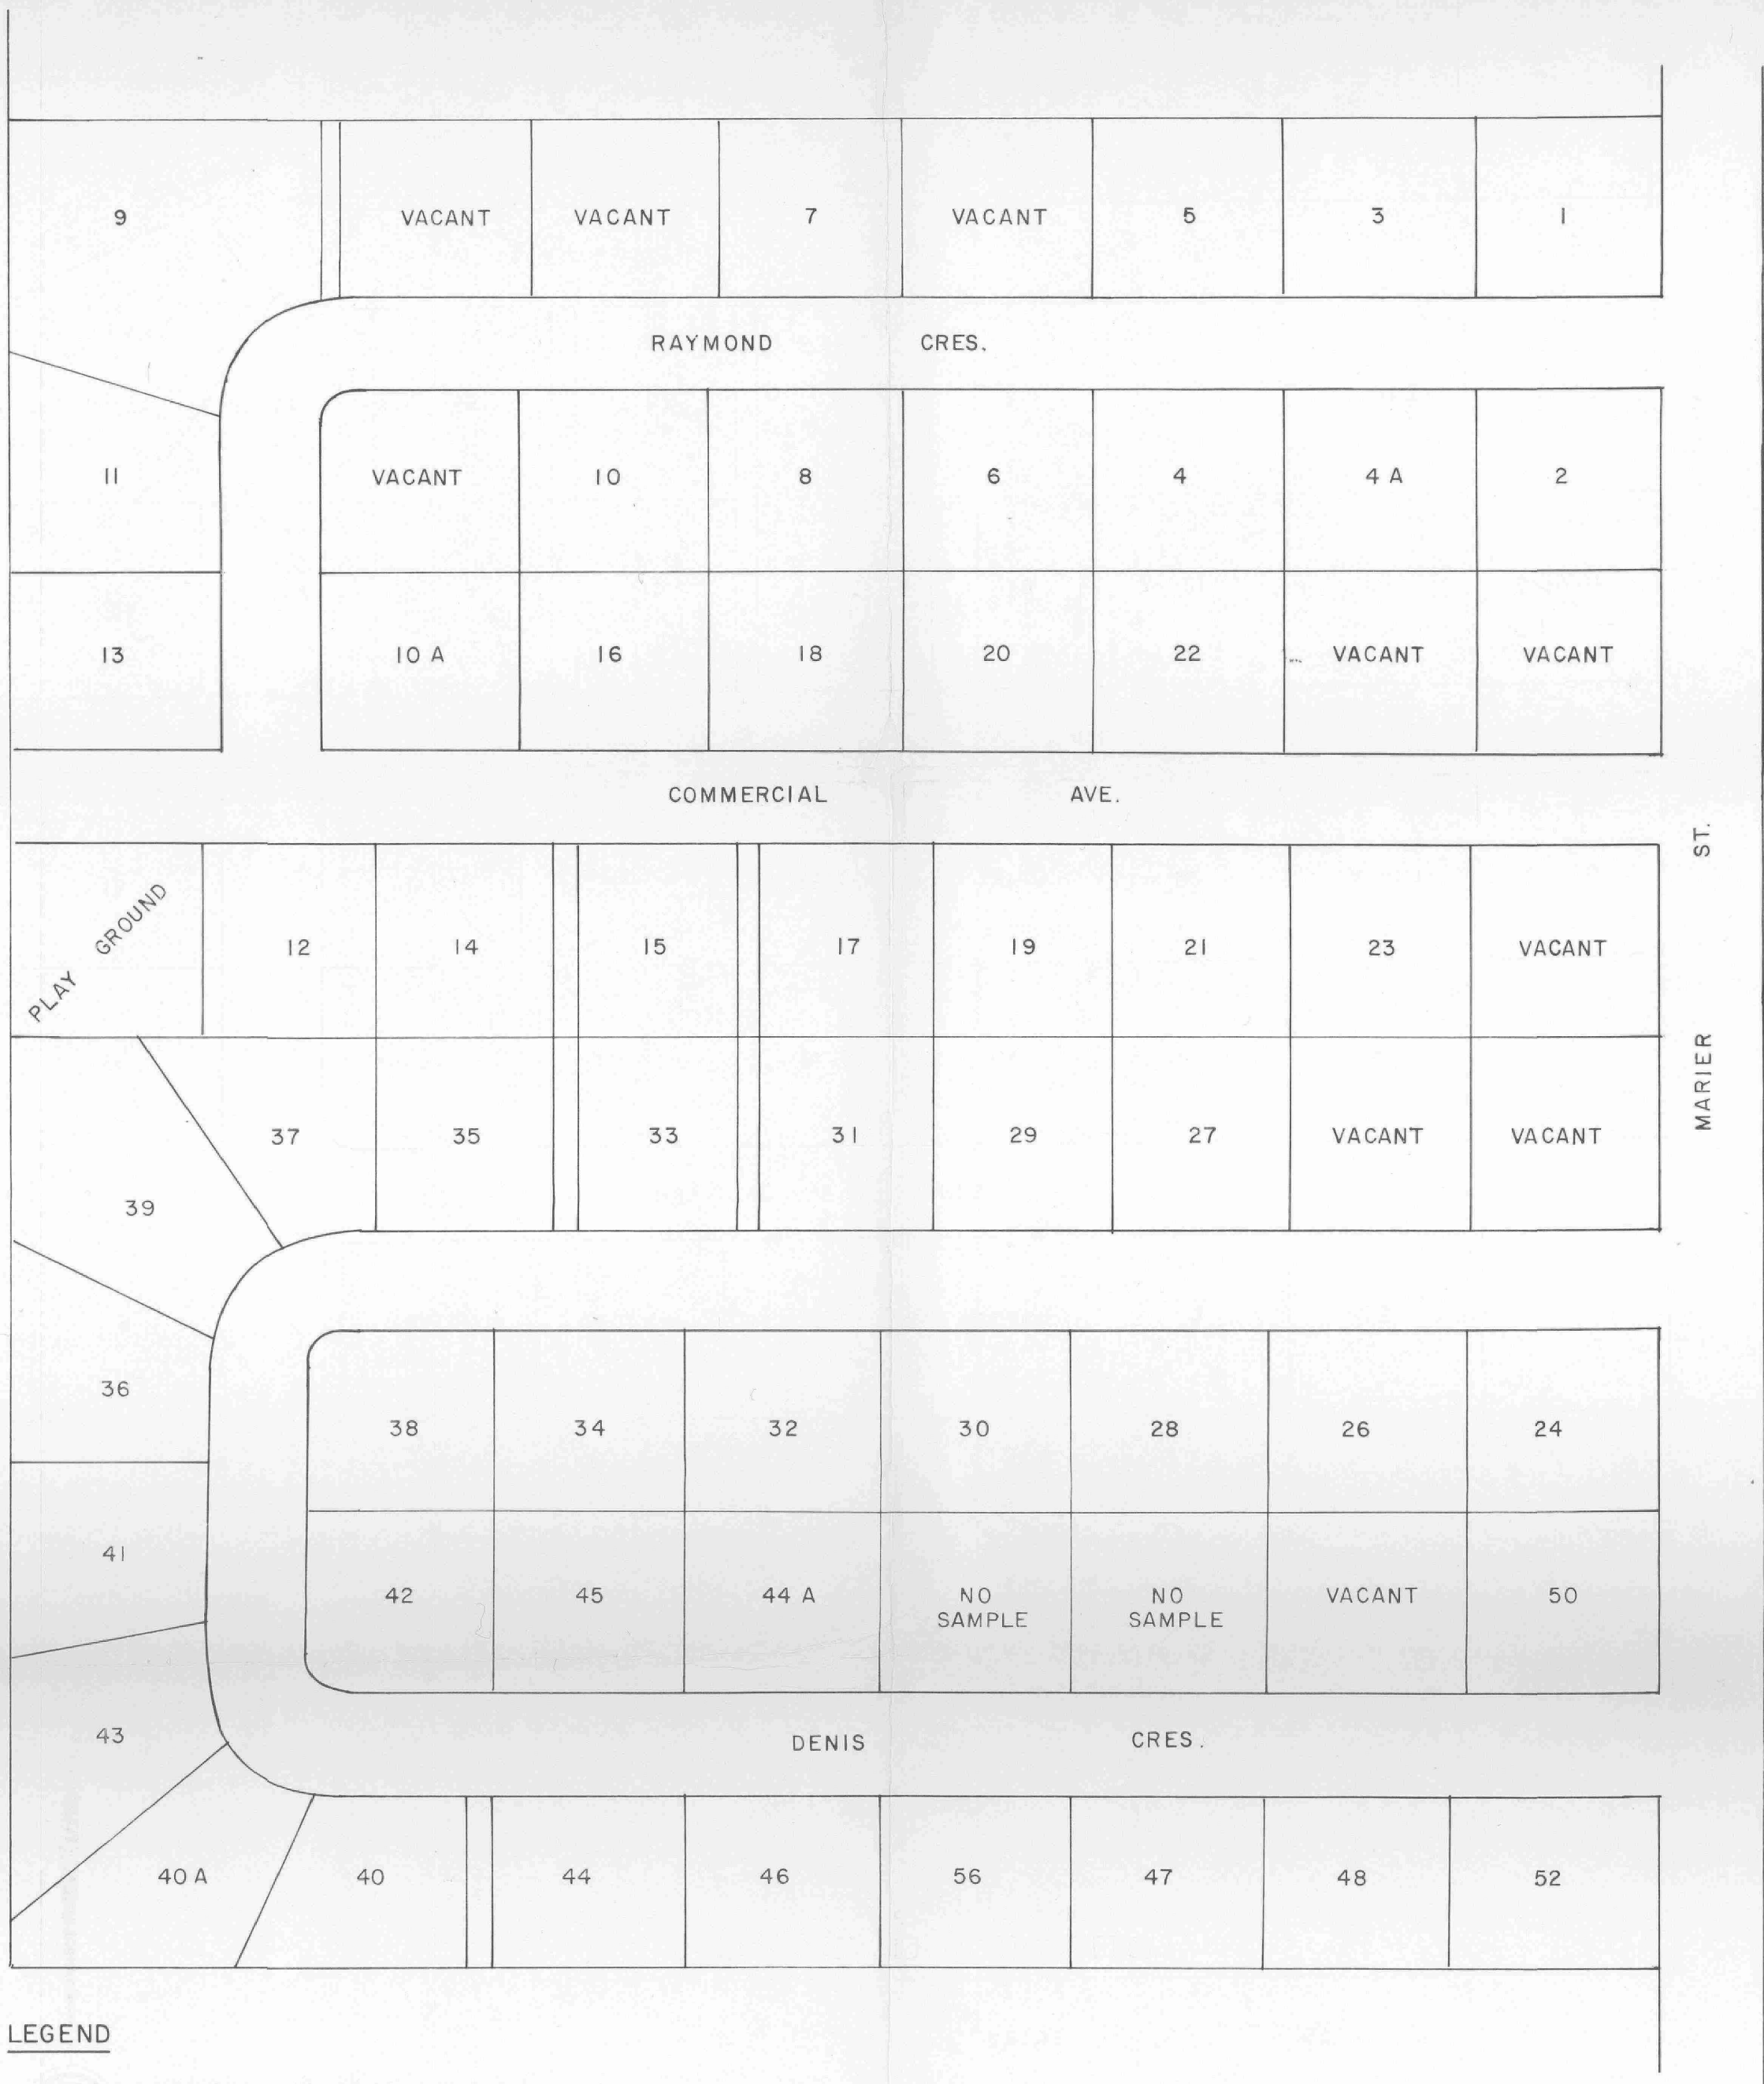 9 VACANT VACANT 7 VACANT 5 3 1
RAYMOND CRES.
11 VACANT 10 8 6 4 4 A 2
13 10 A 16 18 20 22 VACANT VACANT
COMMERCIAL AVE.
PLAY GROUND 12 14 15 17 19 21 23 VACANT
MARIER ST.
37 35 33 31 29 27 VACANT VACANT
39
36
38 34 32 30 28 26 24
41
42 45 44 A NO SAMPLE NO SAMPLE VACANT 50
43
DENIS CRES.
40 A 40 44 46 56 47 48 52
LEGEND